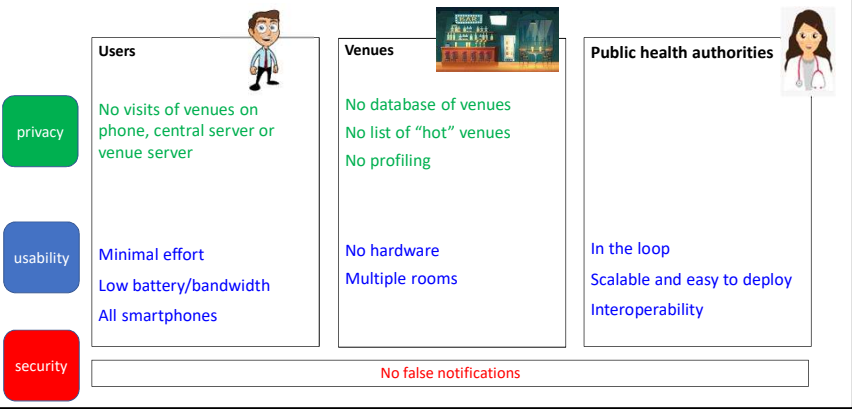 Users
Venues
Public health authorities
privacy
No visits of venues on
phone, central server or
venue server
No database of venues
No list of “hot” venues
No profiling
usability
Minimal effort
Low battery/bandwidth
All smartphones
No hardware
Multiple rooms
In the loop
Scalable and easy to deploy
Interoperability
security
No false notifications